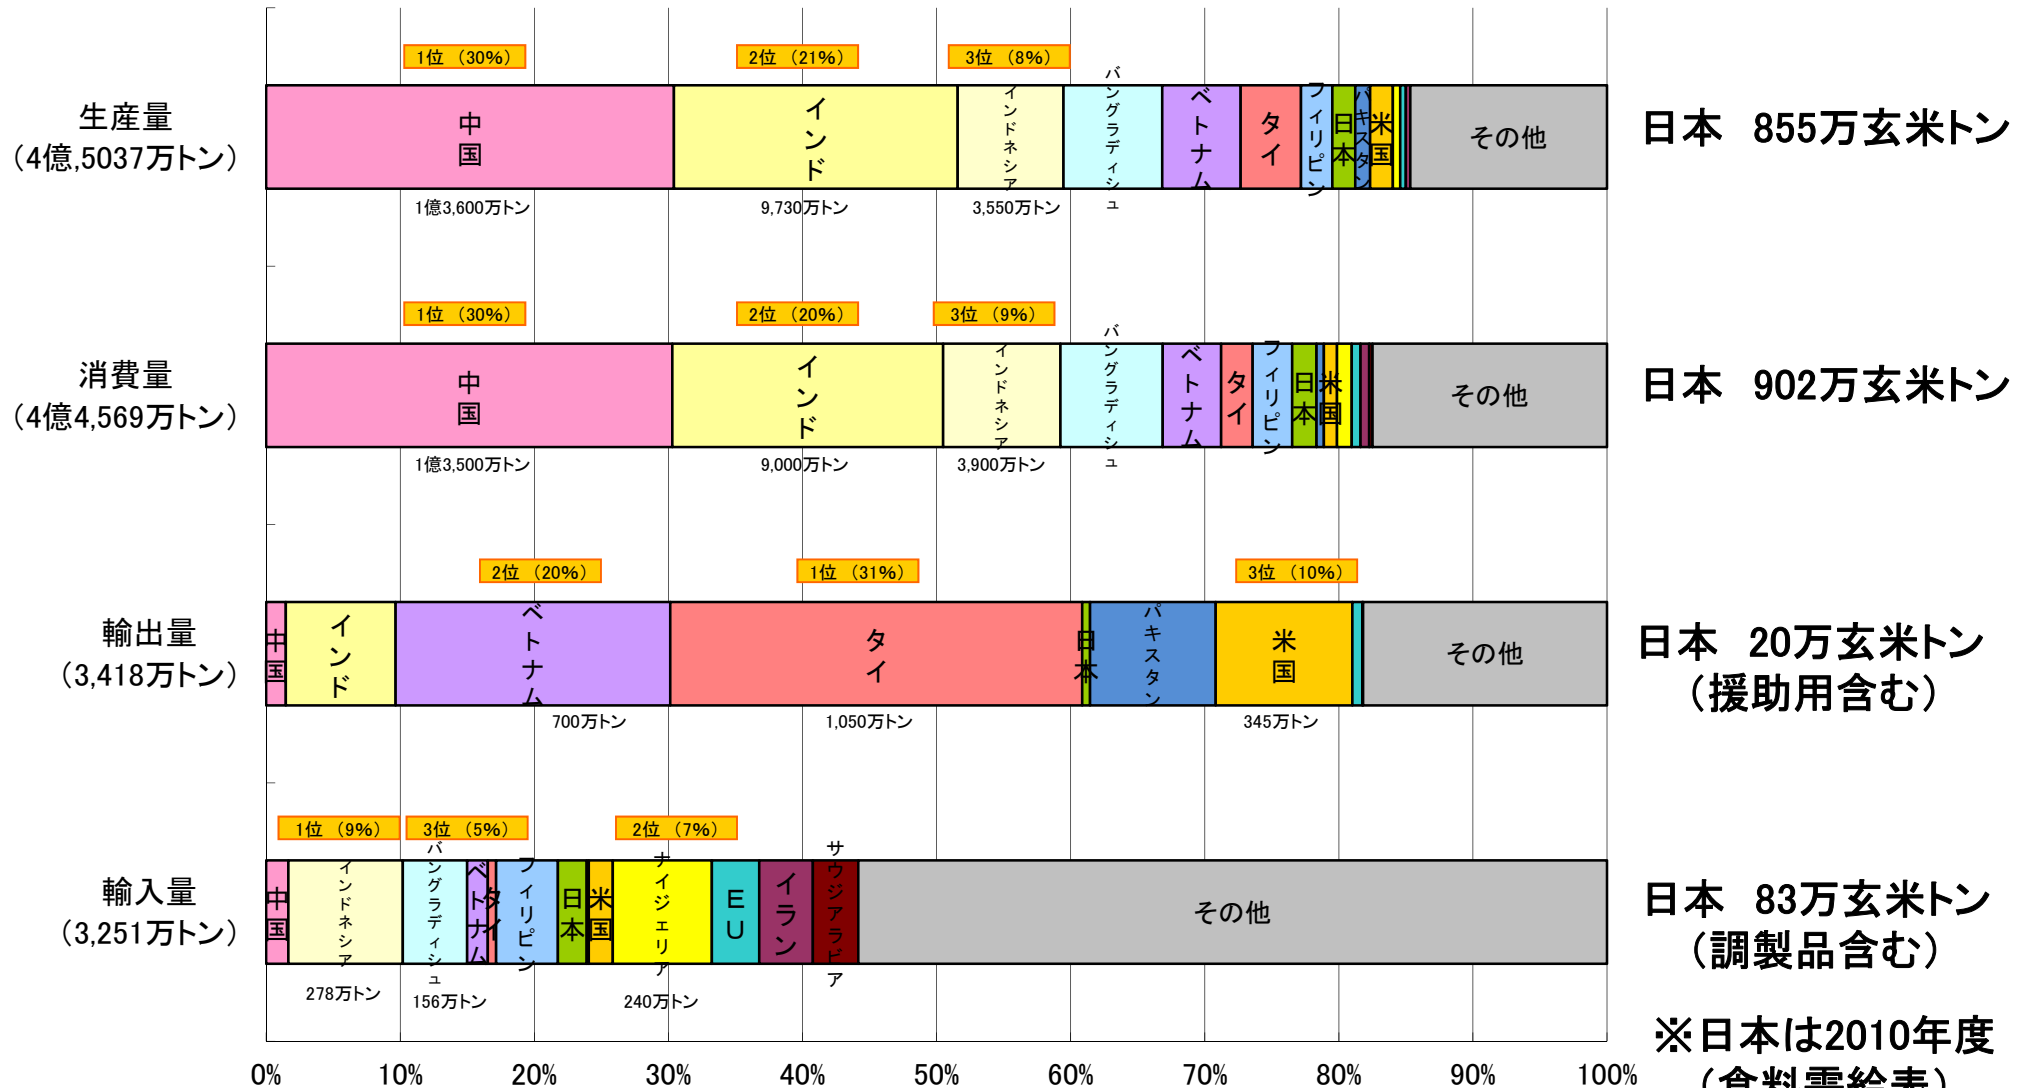 1位 （30%）
2位 （21%）
3位 （8%）
生産量
（4億,5037万トン）
中国
インド
インドネシア
バングラディシュ
ベトナム
タイ
フィリピン
日本
パキスタン
米国
その他
日本　855万玄米トン
1億3,600万トン
9,730万トン
3,550万トン
1位 （30%）
2位 （20%）
3位 （9%）
消費量
（4億4,569万トン）
中国
インド
インドネシア
バングラディシュ
ベトナム
タイ
フィリピン
日本
米国
その他
日本　902万玄米トン
1億3,500万トン
9,000万トン
3,900万トン
2位 （20%）
1位 （31%）
3位 （10%）
輸出量
（3,418万トン）
中国
インド
ベトナム
タイ
日本
パキスタン
米国
その他
日本　20万玄米トン
（援助用含む）
700万トン
1,050万トン
345万トン
1位 （9%）
3位 （5%）
2位 （7%）
輸入量
（3,251万トン）
中国
インドネシア
バングラディシュ
ベトナム
タイ
フィリピン
日本
米国
ナイジェリア
EU
イラン
サウジアラビア
その他
日本　83万玄米トン
（調製品含む）
278万トン
156万トン
240万トン
※日本は2010年度
（食料需給表）
0%
10%
20%
30%
40%
50%
60%
70%
80%
90%
100%